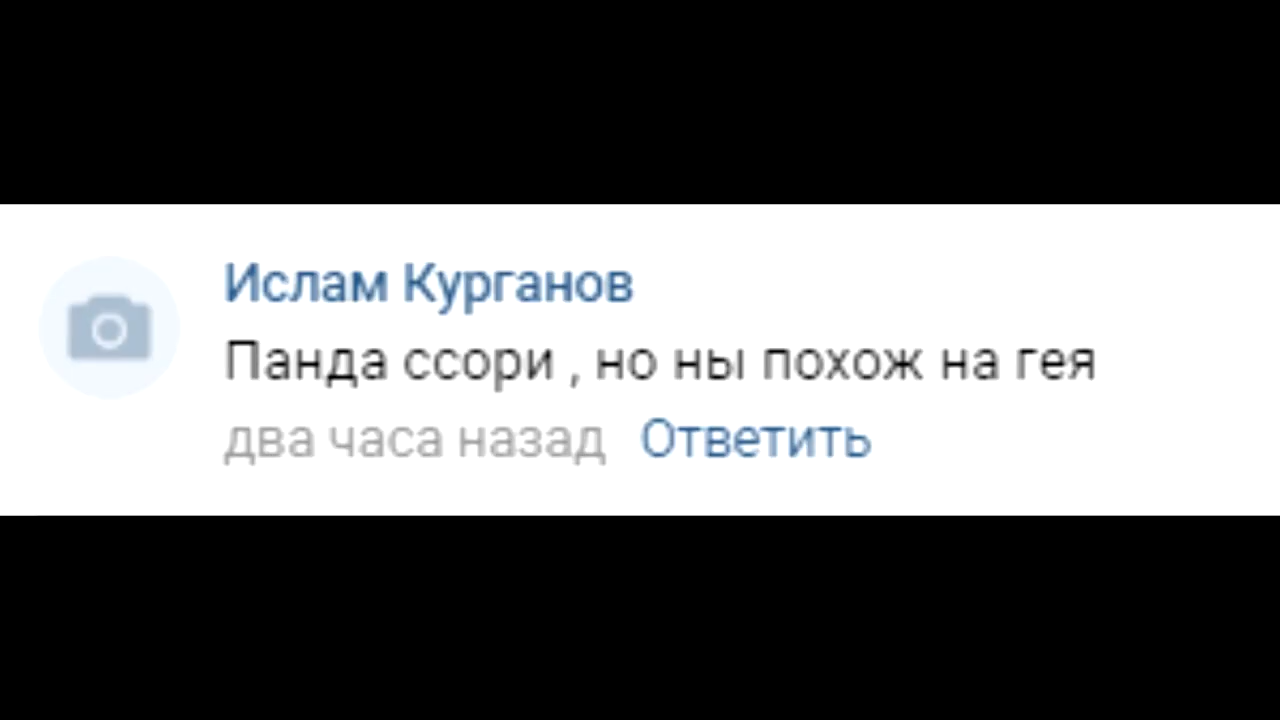 Ислам Курганов
Панда ссори , но ны похож на гея
два часа назад Ответить